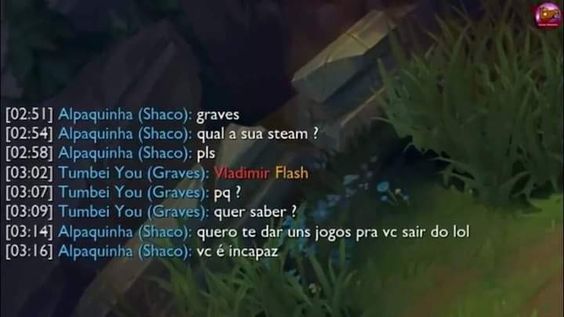 [02:51] Alpaquinha (Shaco): graves
[02:54] Alpaquinha (Shaco): qual a sua steam ?
[02:58] Alpaquinha (Shaco): pls
[03:02] Tumbei You (Graves): Vladimir Flash
[03:07] Tumbei You (Graves): pq ?
[03:09] Tumbei You (Graves): quer saber ?
[03:14] Alpaquinha (Shaco): quero te dar uns jogos pra vc sair do lol
[03:16] Alpaquinha (Shaco): vc é incapaz